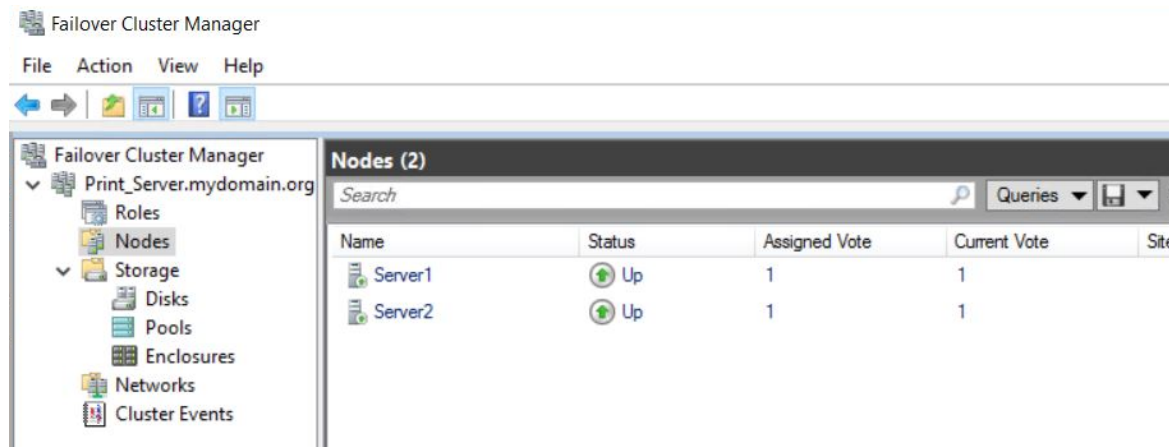 Failover Cluster Manager
File Action View Help
Failover Cluster Manager
Print_Server.mydomain.org
Roles
Nodes
Storage
Disks
Pools
Enclosures
Networks
Cluster Events
Nodes (2)
Search Queries
Name Status Assigned Vote Current Vote Site
Server1 Up 1 1
Server2 Up 1 1